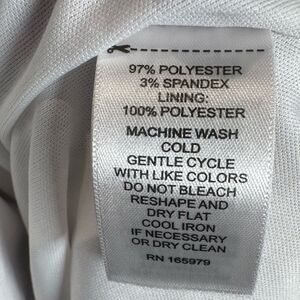 97% POLYESTER
3% SPANDEX
LINING:
100% POLYESTER
MACHINE WASH
COLD
GENTLE CYCLE
WITH LIKE COLORS
DO NOT BLEACH
RESHAPE AND
DRY FLAT
COOL IRON
IF NECESSARY
OR DRY CLEAN
RN 165979